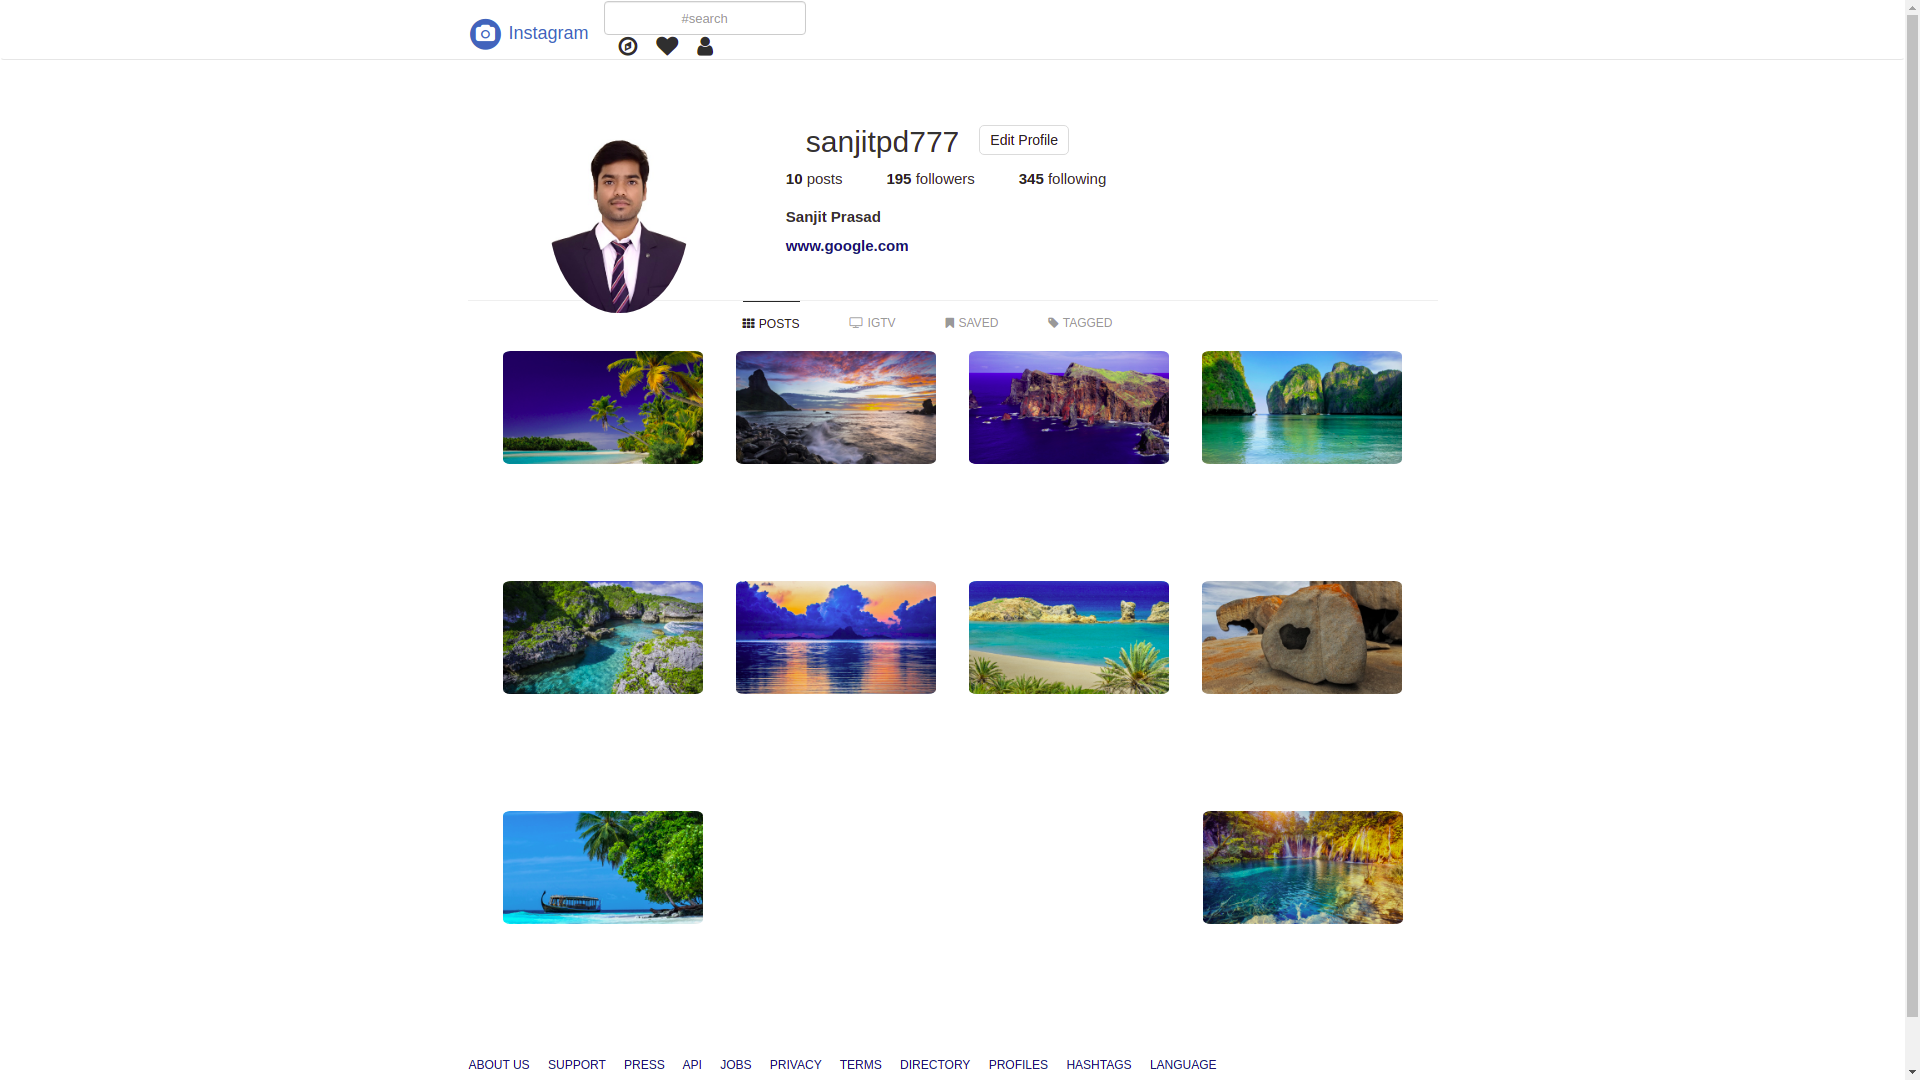 Instagram
#search
sanjitpd777 Edit Profile
10 posts 195 followers 345 following
Sanjit Prasad
www.google.com
POSTS IGTV SAVED TAGGED
ABOUT US SUPPORT PRESS API JOBS PRIVACY TERMS DIRECTORY PROFILES HASHTAGS LANGUAGE